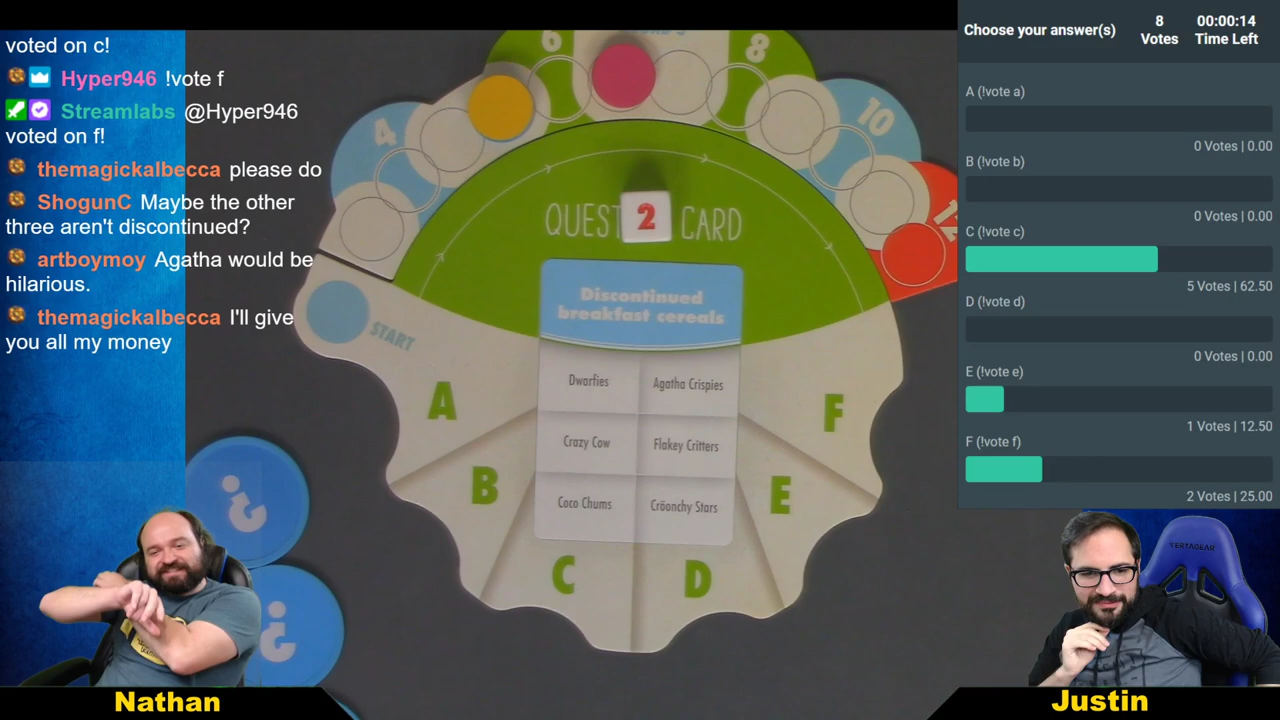 voted on c!
Hyper946 !vote f
Streamlabs @Hyper946
voted on f!
themagickalbecca please do
ShogunC Maybe the other
three aren't discontinued?
artboymoy Agatha would be
hilarious.
themagickalbecca I'll give
you all my money
4
6
8
10
12
QUEST 2 CARD
START
Discontinued
breakfast cereals
Dwarfies
Agatha Crispies
Crazy Cow
Flakey Critters
Coco Chums
Cröonchy Stars
A
B
C
D
E
F
¿
¿
Choose your answer(s)
8
Votes
00:00:14
Time Left
A (!vote a)
0 Votes | 0.00
B (!vote b)
0 Votes | 0.00
C (!vote c)
5 Votes | 62.50
D (!vote d)
0 Votes | 0.00
E (!vote e)
1 Votes | 12.50
F (!vote f)
2 Votes | 25.00
VERTAGEAR
Nathan
Justin